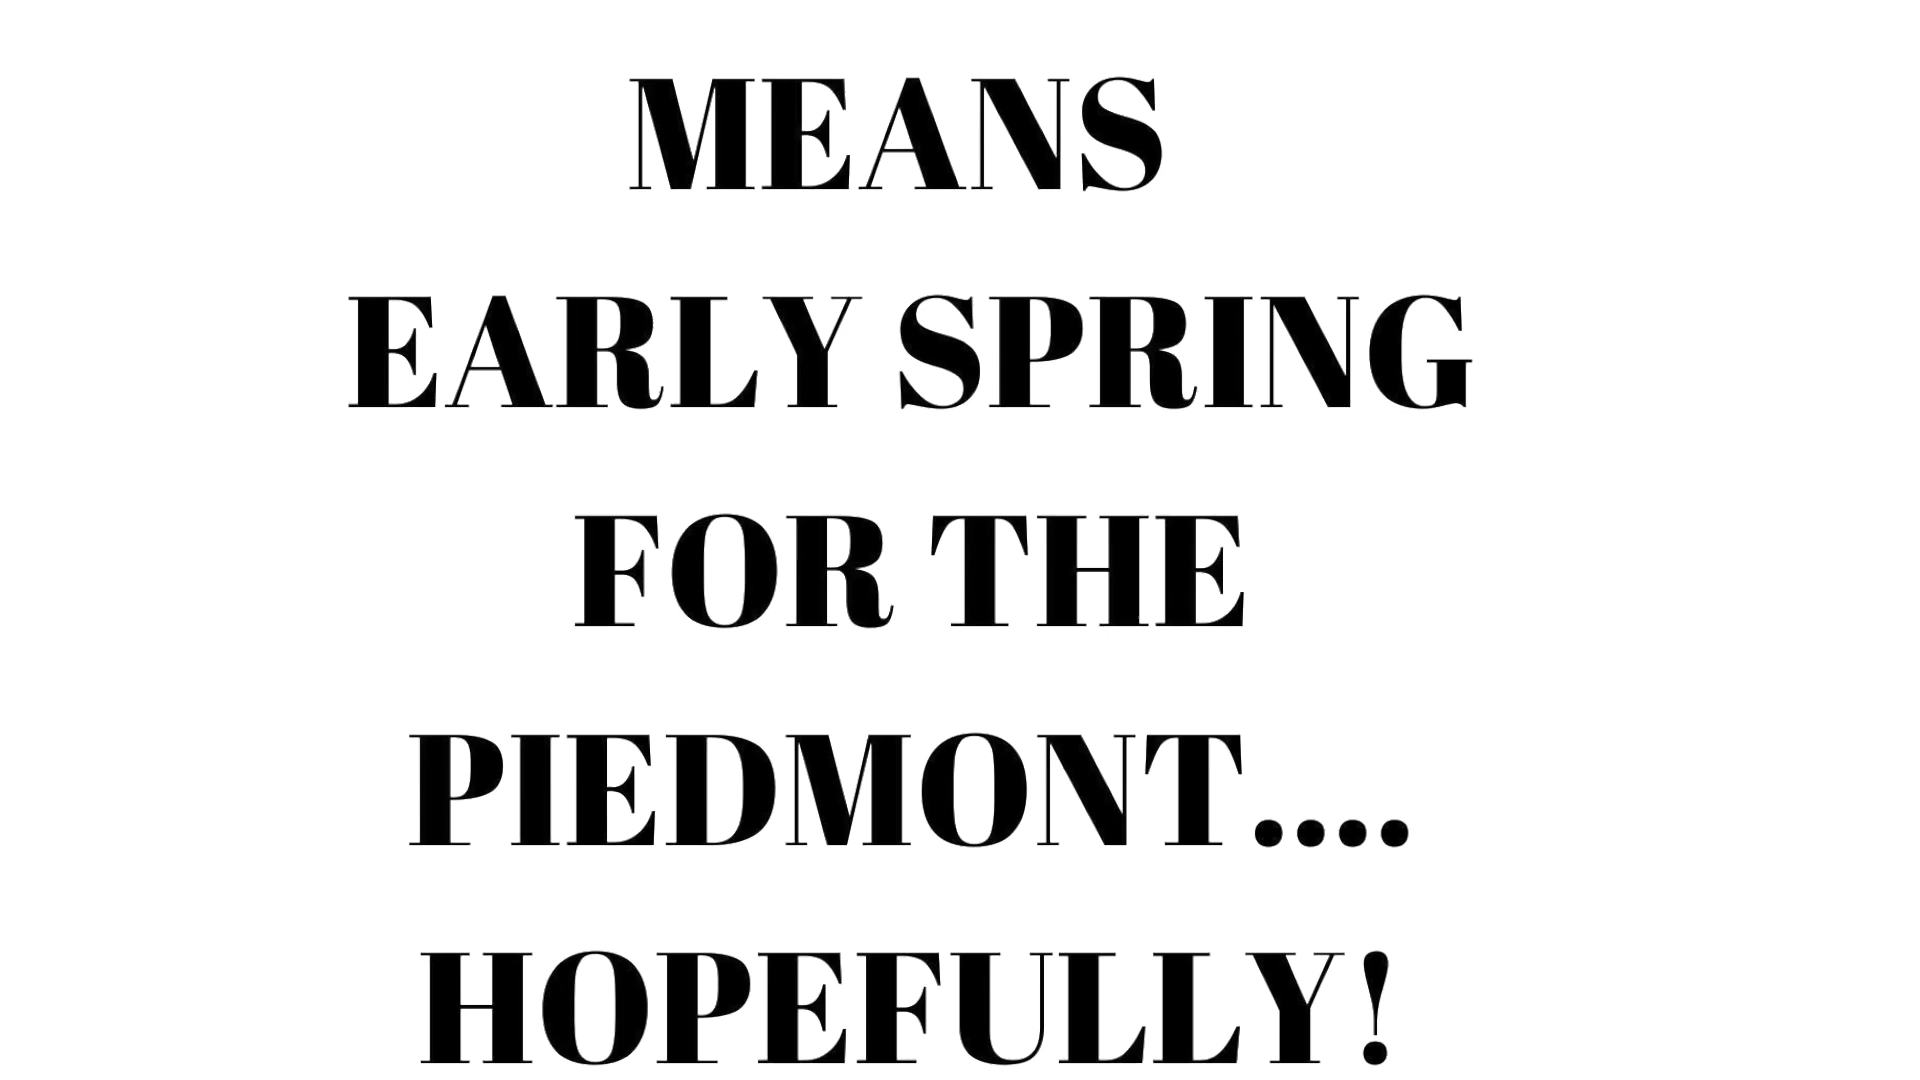 MEANS
EARLY SPRING
FOR THE
PIEDMONT....
HOPEFULLY!